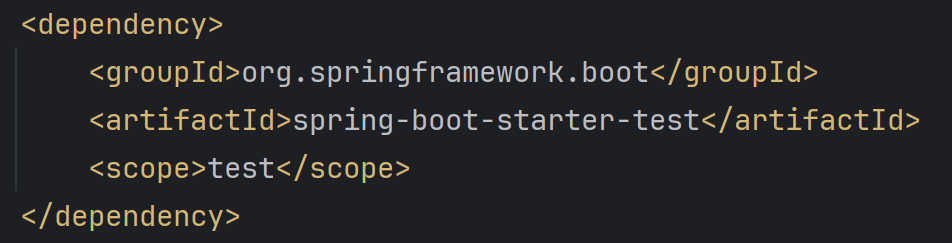 <dependency>
    <groupId>org.springframework.boot</groupId>
    <artifactId>spring-boot-starter-test</artifactId>
    <scope>test</scope>
</dependency>